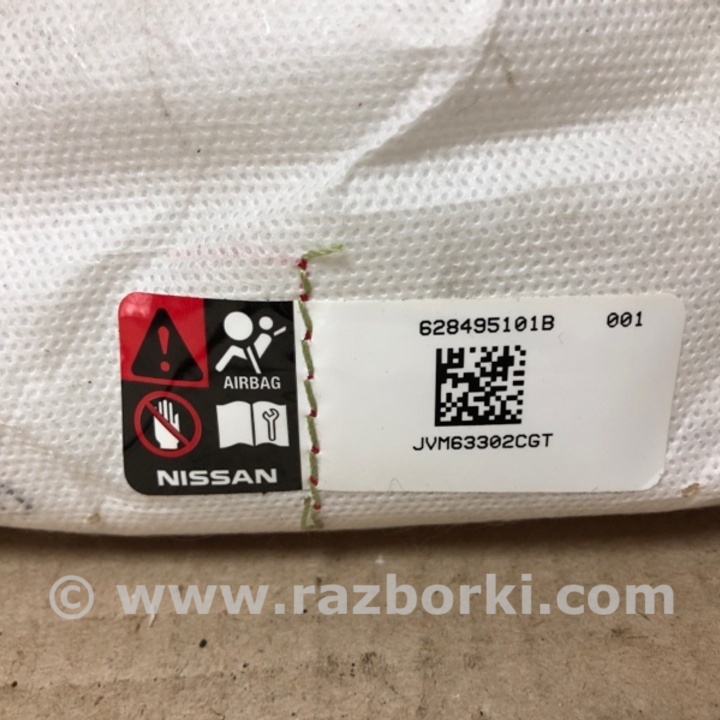 628495101B 001
AIRBAG
JVM63302CGT
NISSAN
© www.razborki.com